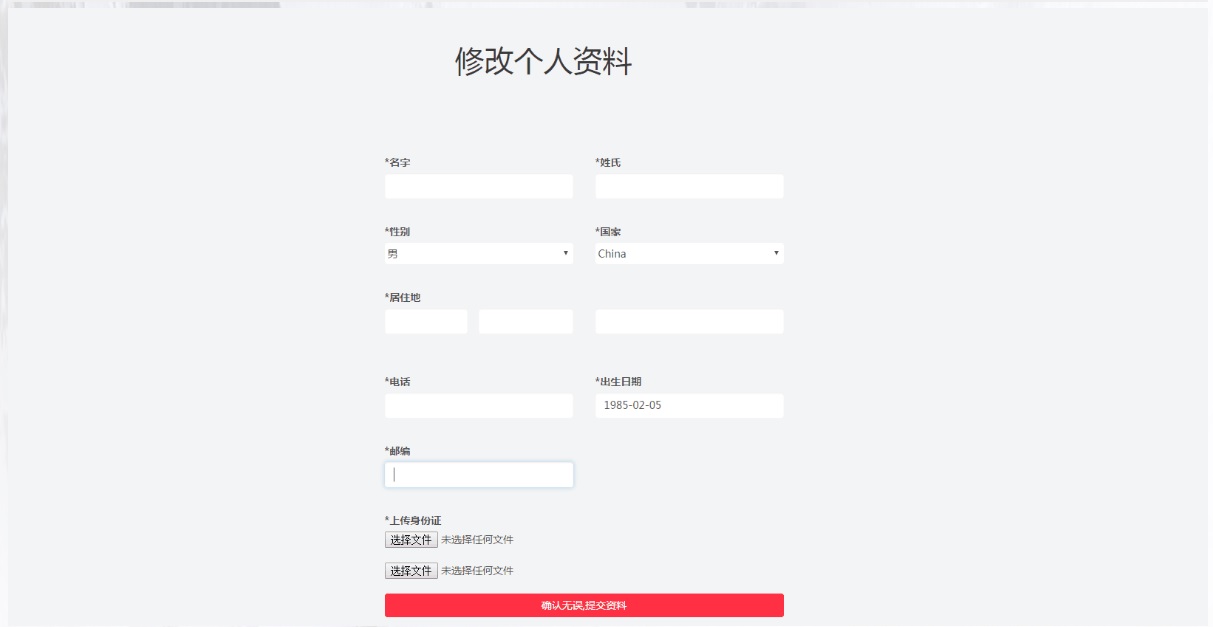 修改个人资料
*名字 *姓氏
*性别 *国家
男 China
*居住地
*电话 *出生日期
1985-02-05
*邮编
*上传身份证
选择文件 未选择任何文件
选择文件 未选择任何文件
确认无误,提交资料